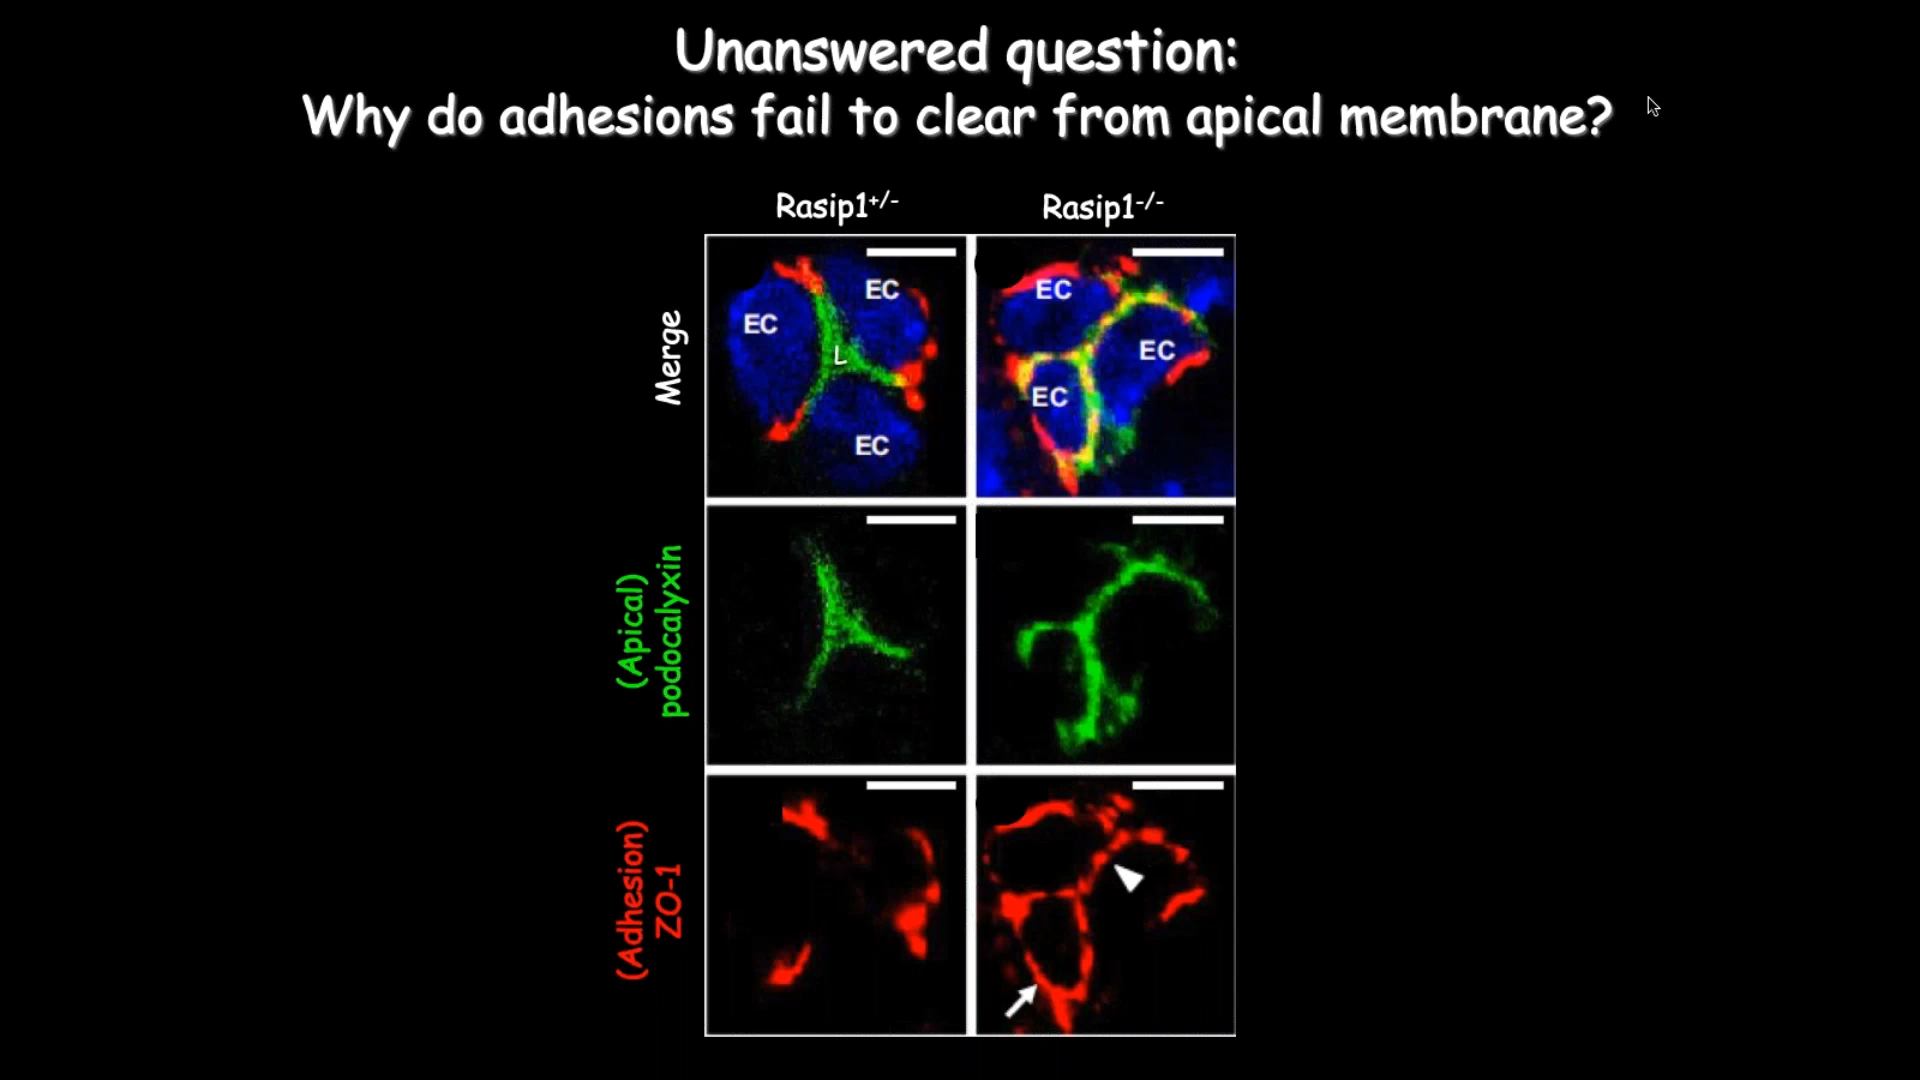 Unanswered question:
Why do adhesions fail to clear from apical membrane?
Rasip1+/-
Rasip1-/-
Merge
EC
EC
L
EC
EC
EC
EC
(Apical)
podocalyxin
(Adhesion)
ZO-1